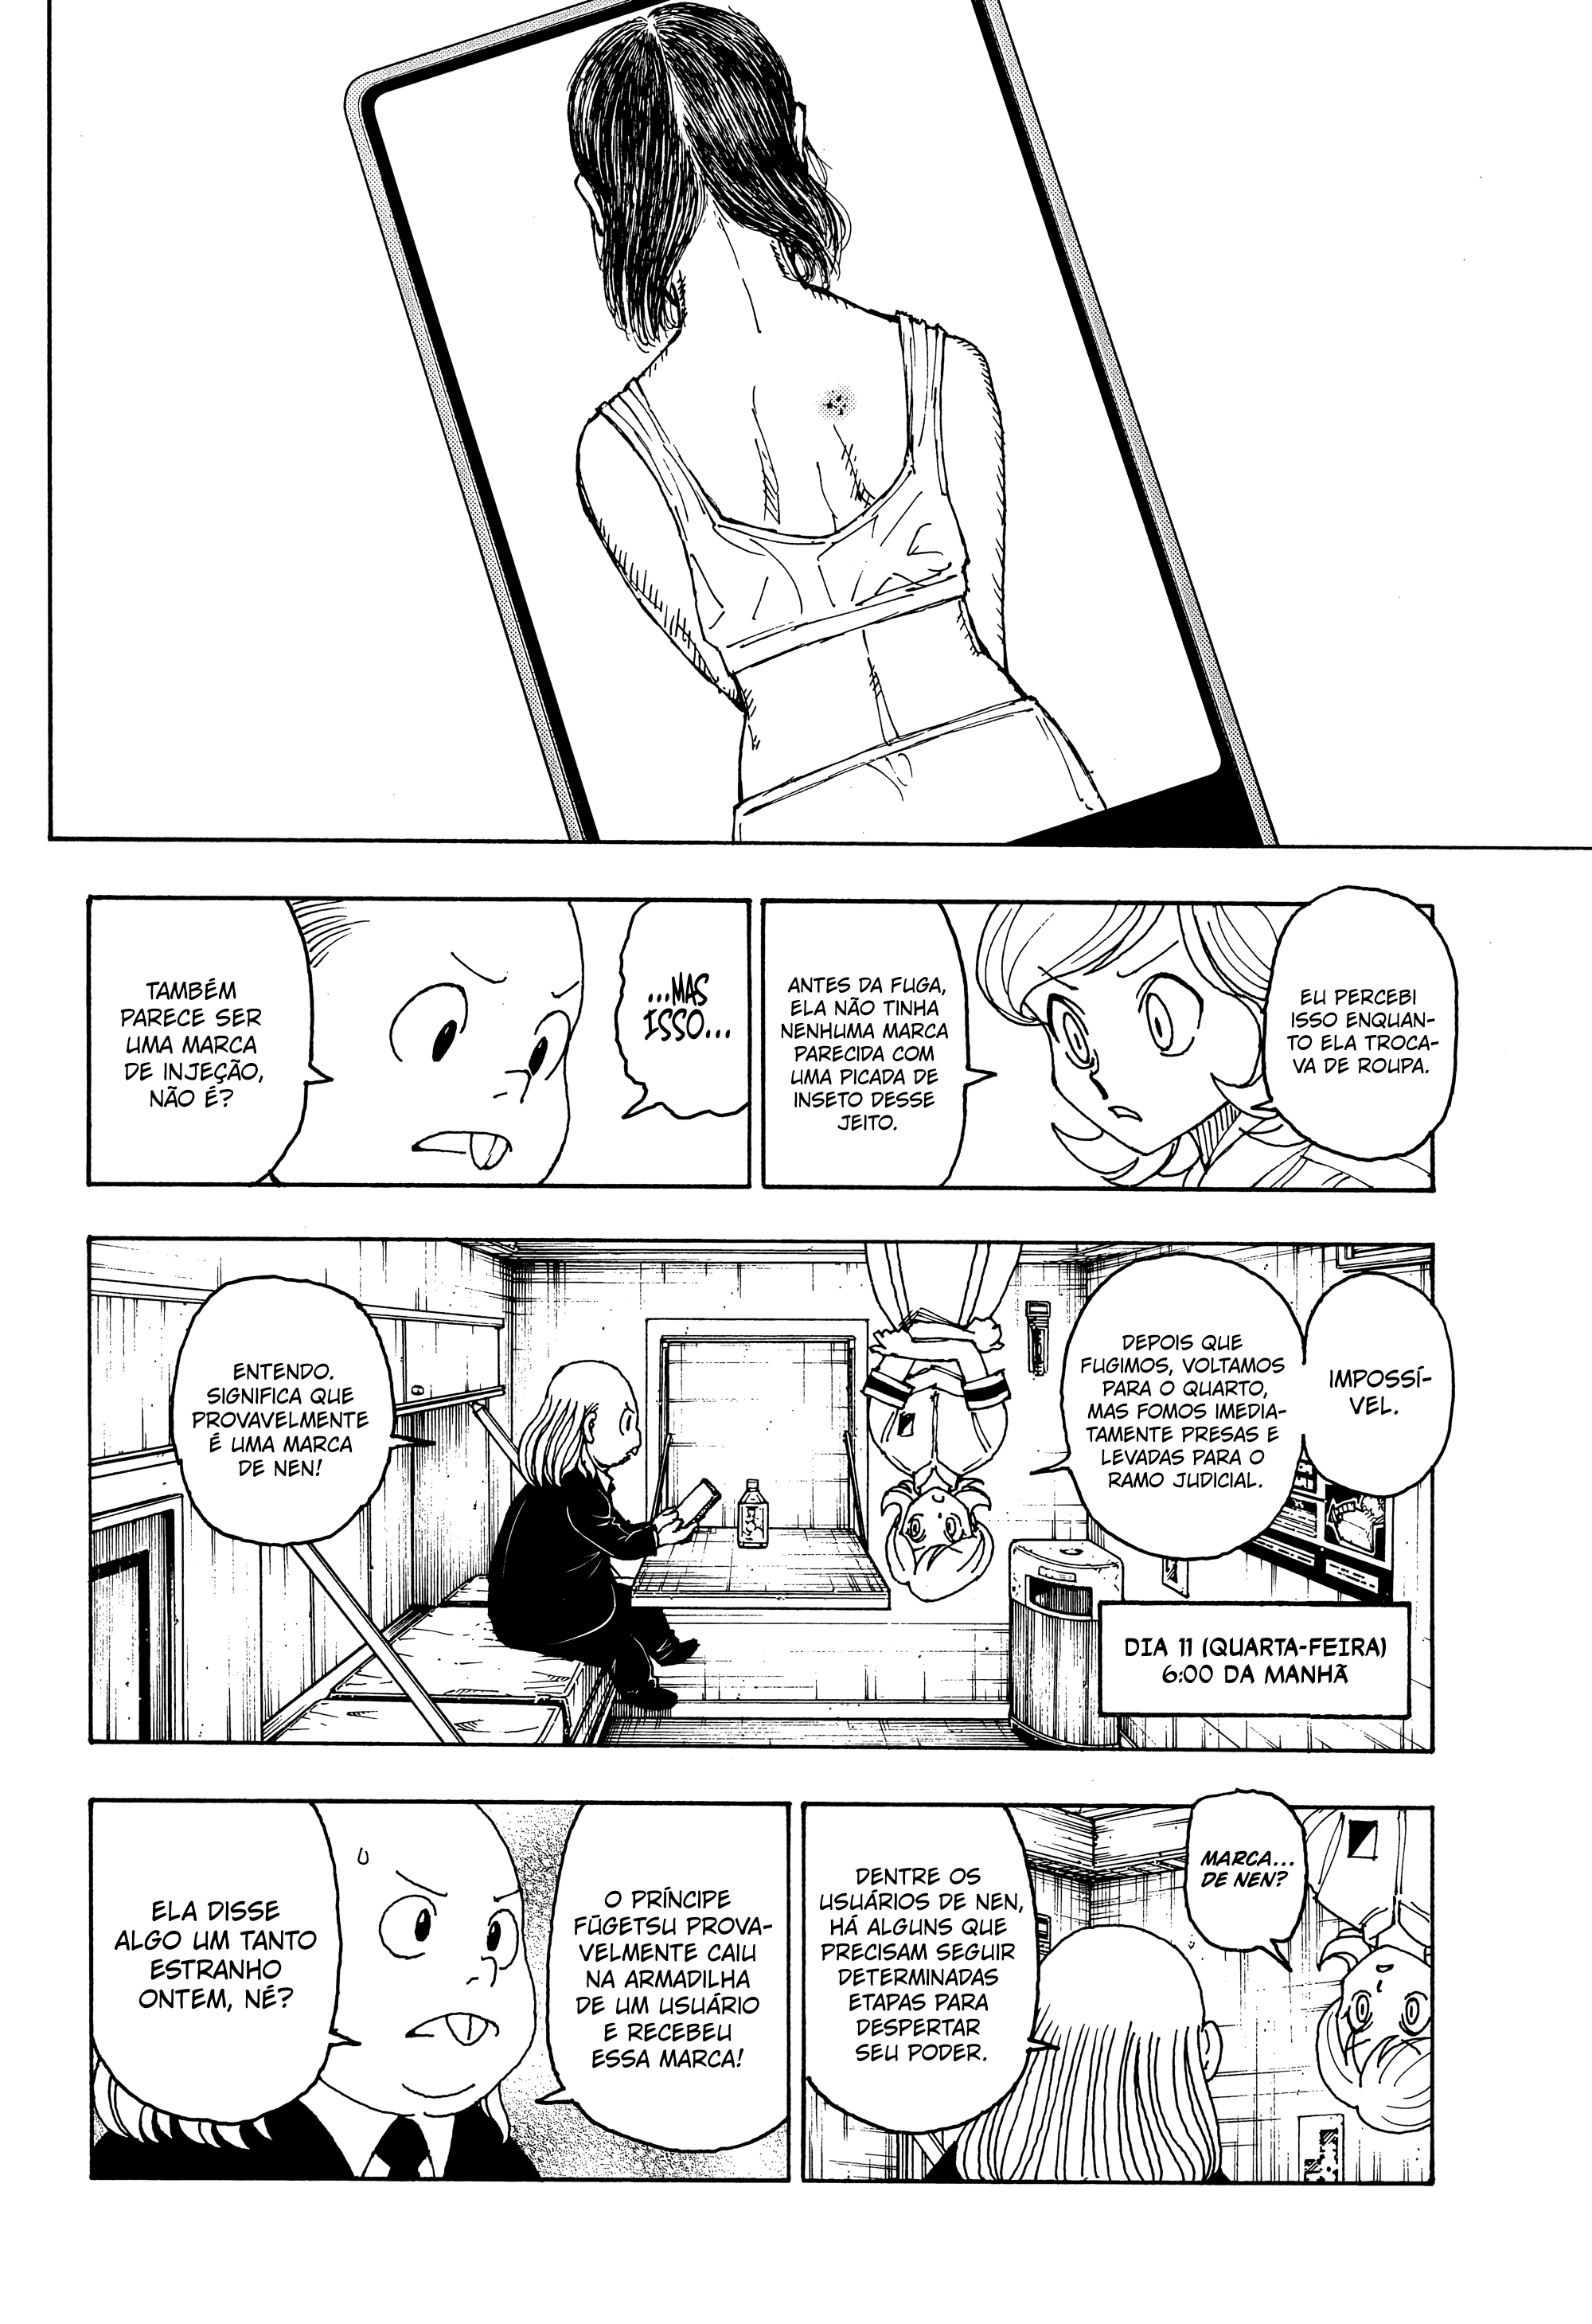 EU PERCEBI
ISSO ENQUAN-
TO ELA TROCA-
VA DE ROUPA.
ANTES DA FUGA,
ELA NÃO TINHA
NENHUMA MARCA
PARECIDA COM
UMA PICADA DE
INSETO DESSE
JEITO.
...MAS
ISSO...
TAMBÉM
PARECE SER
UMA MARCA
DE INJEÇÃO,
NÃO É?
IMPOSSÍ-
VEL.
DEPOIS QUE
FUGIMOS, VOLTAMOS
PARA O QUARTO,
MAS FOMOS IMEDIA-
TAMENTE PRESAS E
LEVADAS PARA O
RAMO JUDICIAL.
ENTENDO.
SIGNIFICA QUE
PROVAVELMENTE
É UMA MARCA
DE NEN!
DIA 11 (QUARTA-FEIRA)
6:00 DA MANHÃ
MARCA...
DE NEN?
DENTRE OS
USUÁRIOS DE NEN,
HÁ ALGUNS QUE
PRECISAM SEGUIR
DETERMINADAS
ETAPAS PARA
DESPERTAR
SEU PODER.
O PRÍNCIPE
FŪGETSU PROVA-
VELMENTE CAIU
NA ARMADILHA
DE UM USUÁRIO
E RECEBEU
ESSA MARCA!
ELA DISSE
ALGO UM TANTO
ESTRANHO
ONTEM, NÉ?